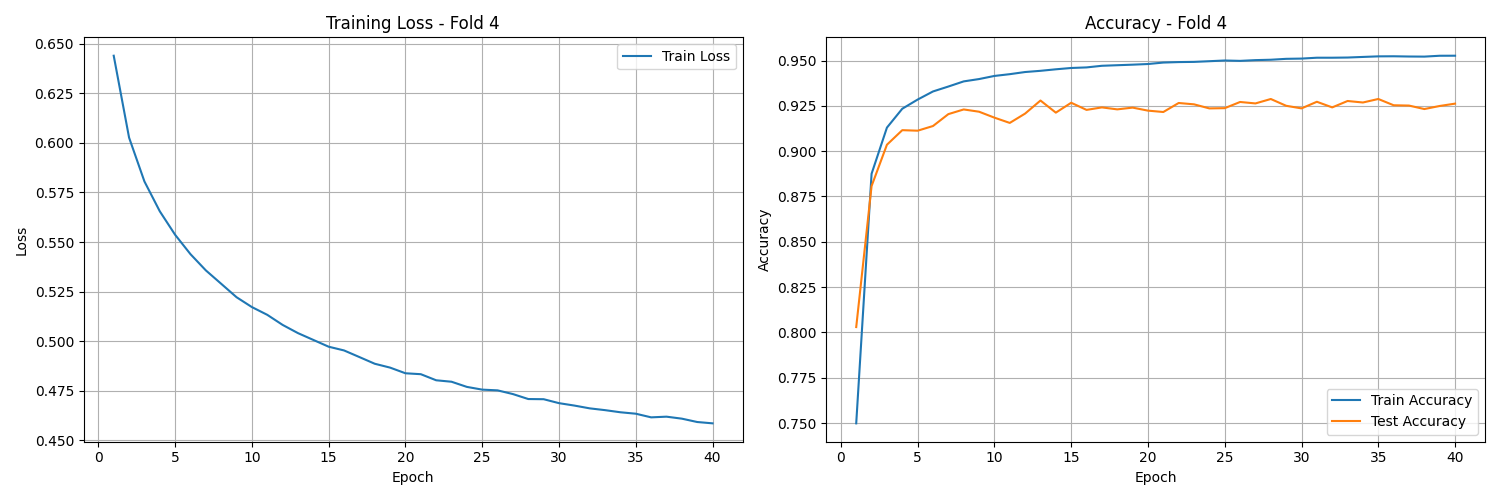 Training Loss - Fold 4
0.650
0.625
0.600
0.575
0.550
0.525
0.500
0.475
0.450
Loss
0 5 10 15 20 25 30 35 40
Epoch
Train Loss
Accuracy - Fold 4
0.950
0.925
0.900
0.875
0.850
0.825
0.800
0.775
0.750
Accuracy
0 5 10 15 20 25 30 35 40
Epoch
Train Accuracy
Test Accuracy